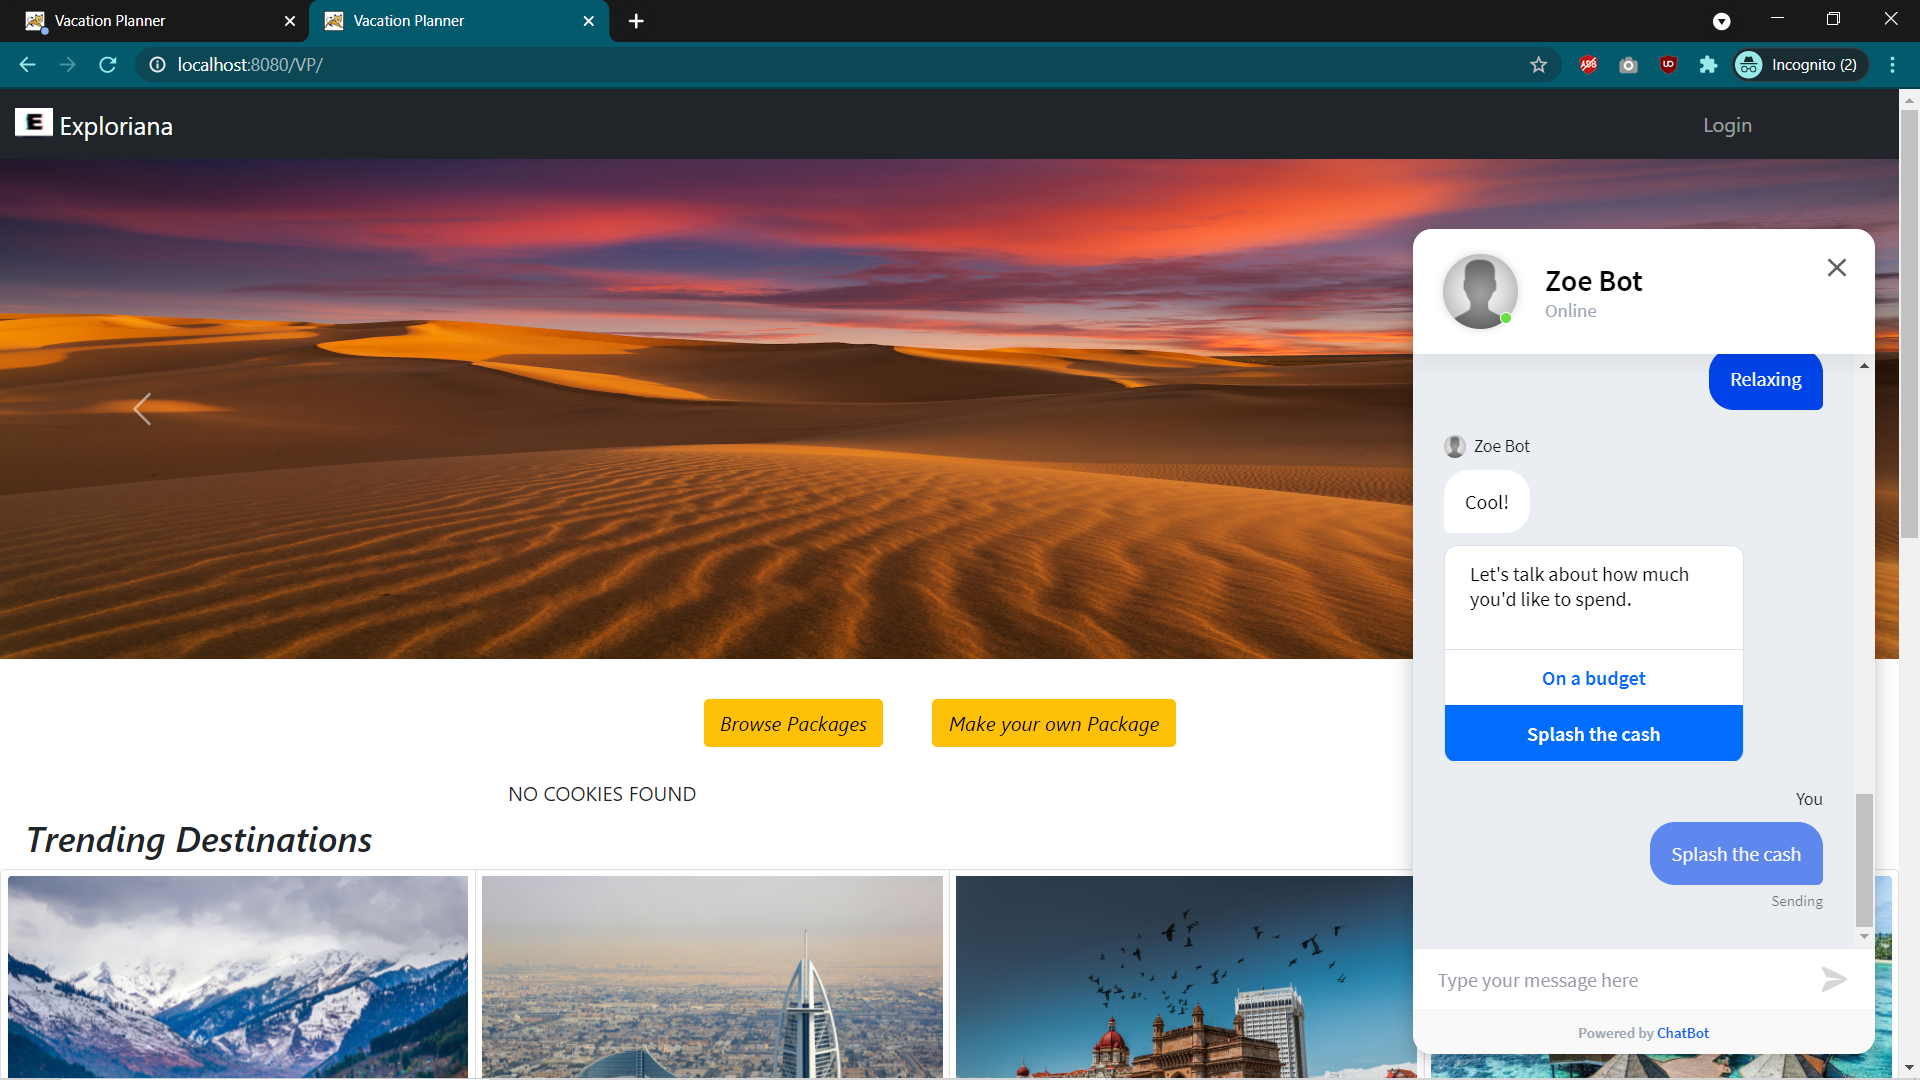 Vacation Planner
Vacation Planner
localhost:8080/VP/
Incognito (2)
E Exploriana
Login
Zoe Bot
Online
Relaxing
Zoe Bot
Cool!
Let's talk about how much
you'd like to spend.
On a budget
Splash the cash
You
Splash the cash
Sending
Type your message here
Powered by ChatBot
Browse Packages
Make your own Package
NO COOKIES FOUND
Trending Destinations